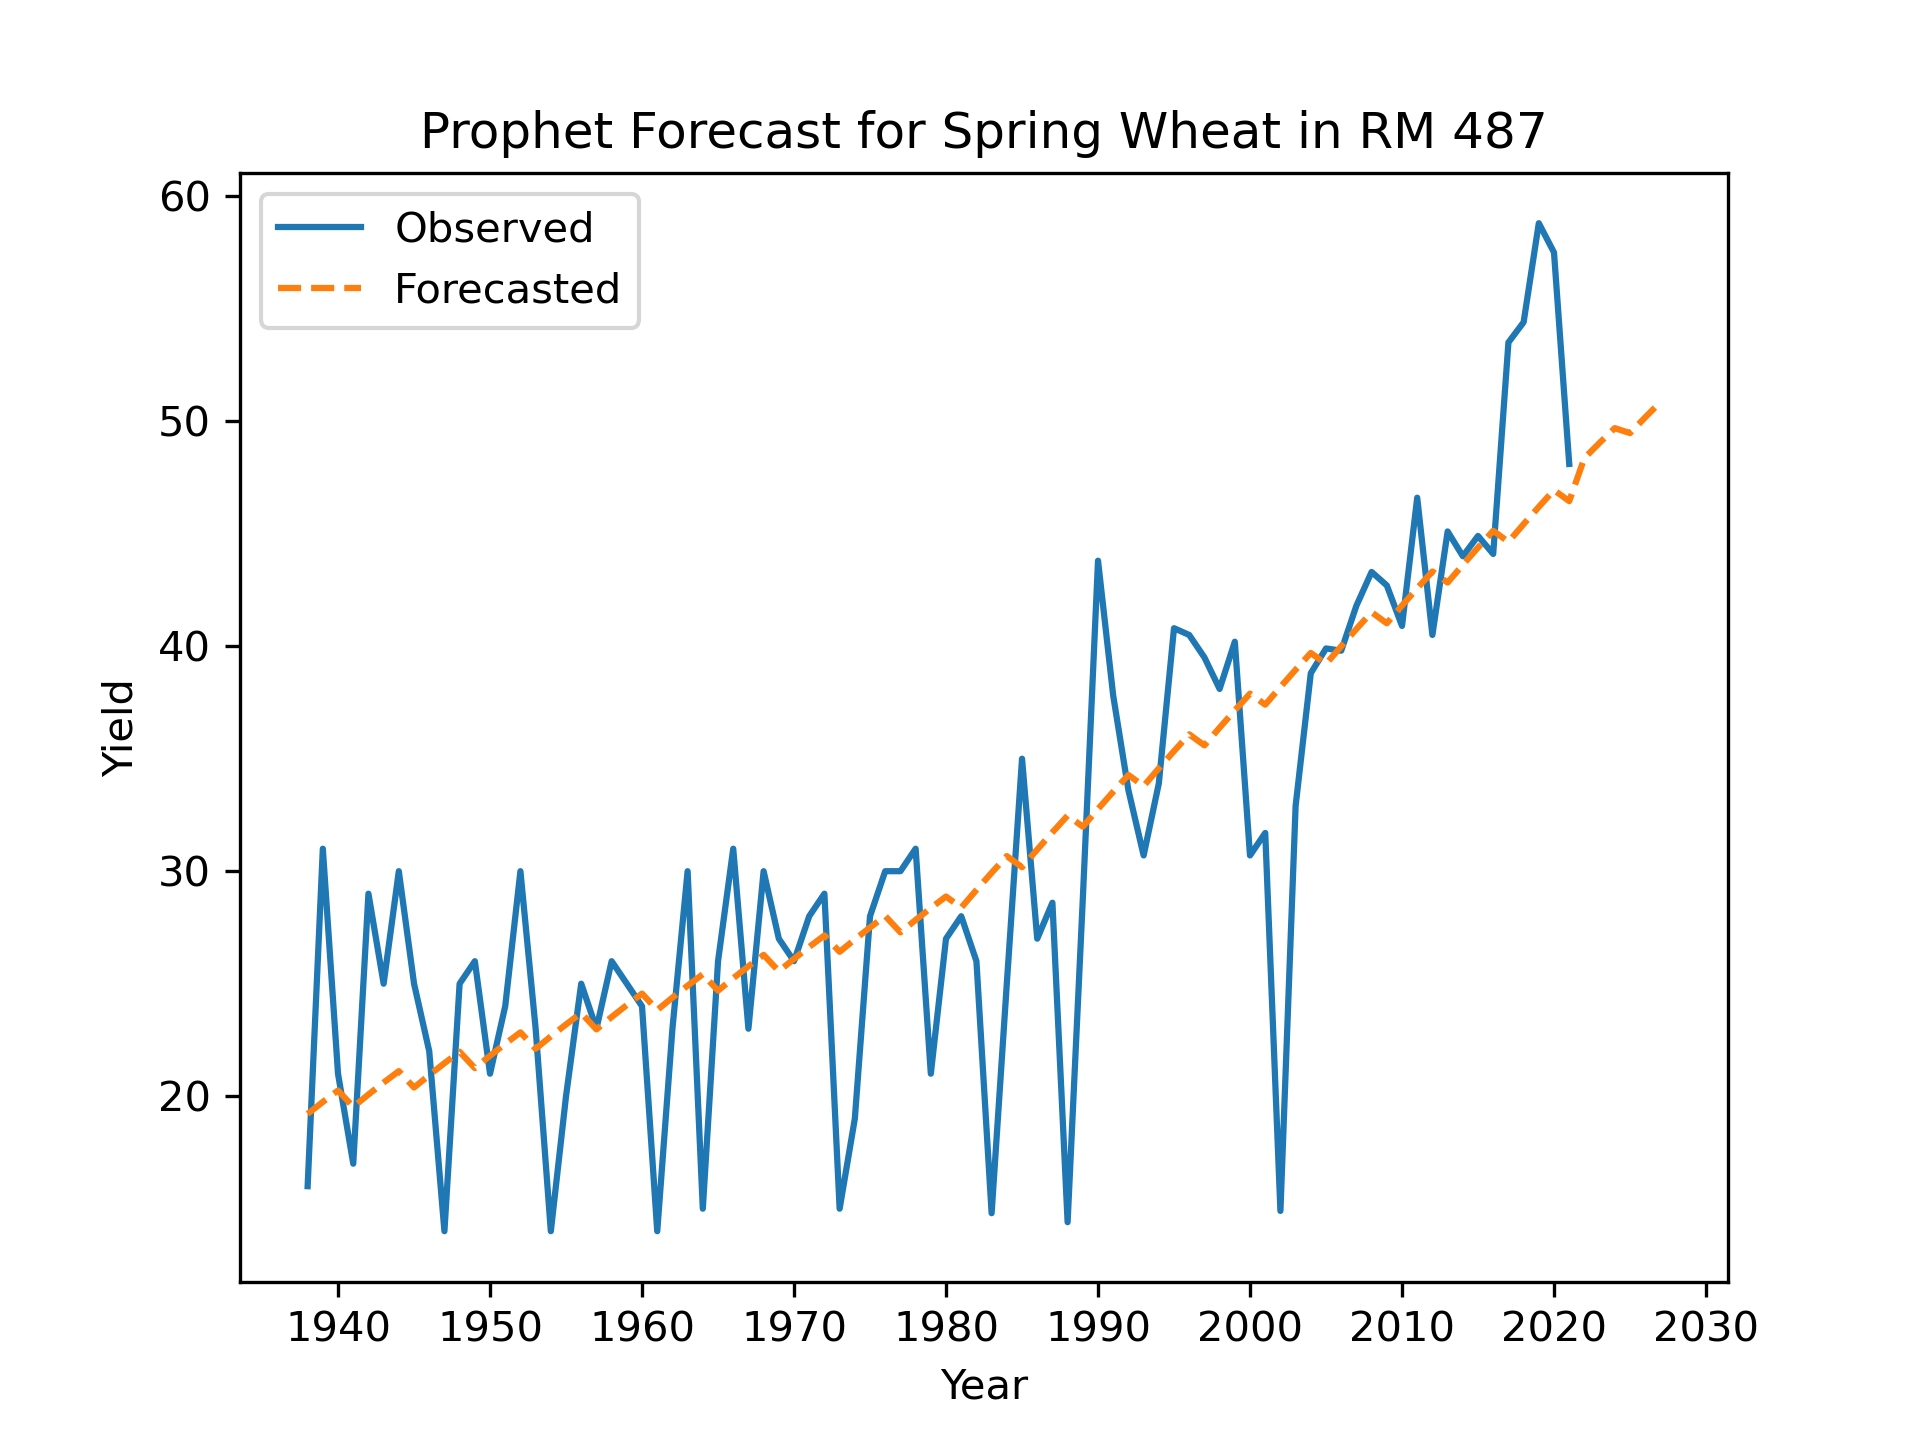 Prophet Forecast for Spring Wheat in RM 487
60
50
40
30
20
Yield
Observed
Forecasted
1940 1950 1960 1970 1980 1990 2000 2010 2020 2030
Year